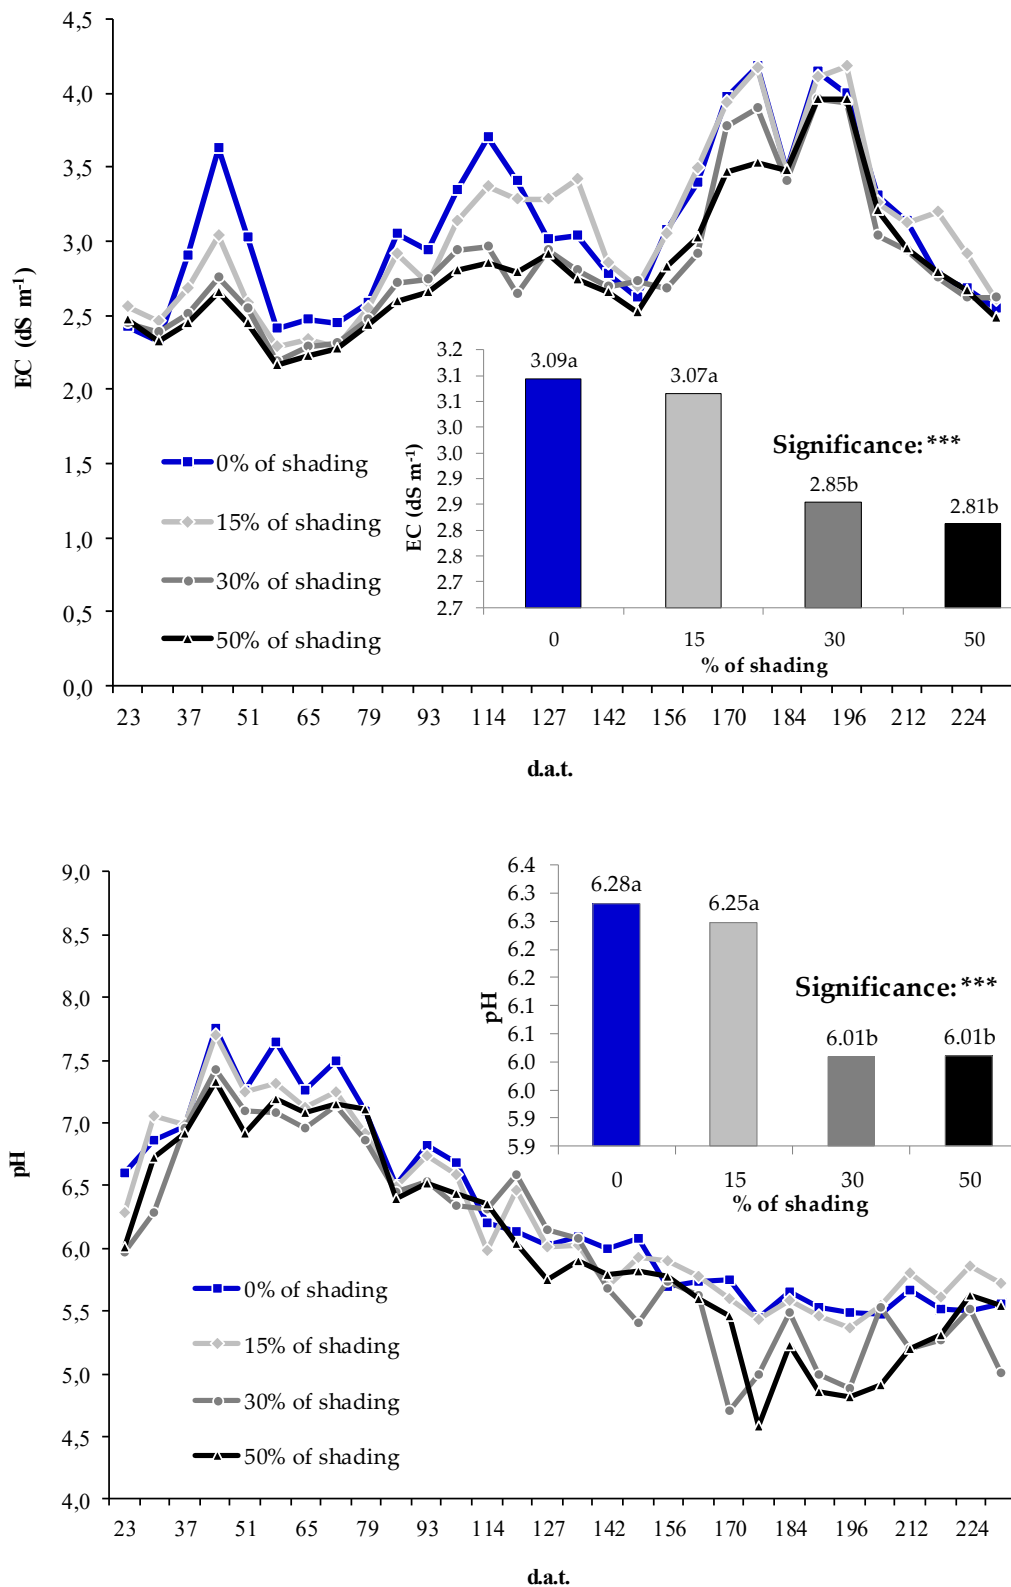 4,5
4,0
3,5
3,0
2,5
2,0
1,5
1,0
0,5
0,0
EC (dS m⁻¹)
0% of shading
15% of shading
30% of shading
50% of shading
3.2
3.1
3.1
3.0
3.0
2.9
2.9
2.8
2.8
2.7
2.7
EC (dS m⁻¹)
3.09a
3.07a
2.85b
2.81b
Significance: ***
0 15 30 50
% of shading
23 37 51 65 79 93 114 127 142 156 170 184 196 212 224
d.a.t.
9,0
8,5
8,0
7,5
7,0
6,5
6,0
5,5
5,0
4,5
4,0
pH
6.4
6.3
6.3
6.2
6.2
6.1
6.1
6.0
6.0
5.9
5.9
pH
6.28a
6.25a
6.01b
6.01b
Significance: ***
0 15 30 50
% of shading
0% of shading
15% of shading
30% of shading
50% of shading
23 37 51 65 79 93 114 127 142 156 170 184 196 212 224
d.a.t.